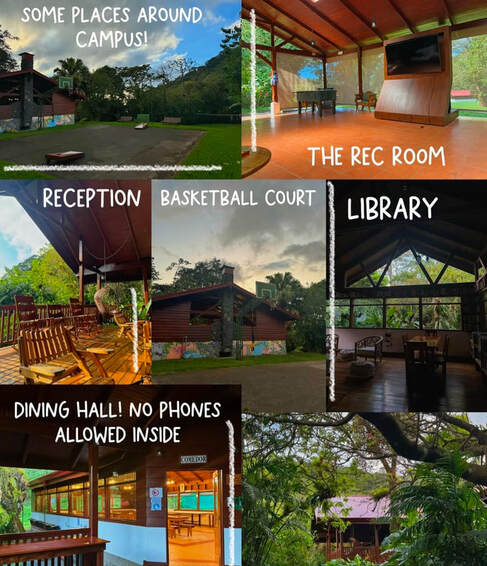 SOME PLACES AROUND
CAMPUS!
THE REC ROOM
RECEPTION
BASKETBALL COURT
LIBRARY
DINING HALL! NO PHONES
ALLOWED INSIDE
COMEDOR